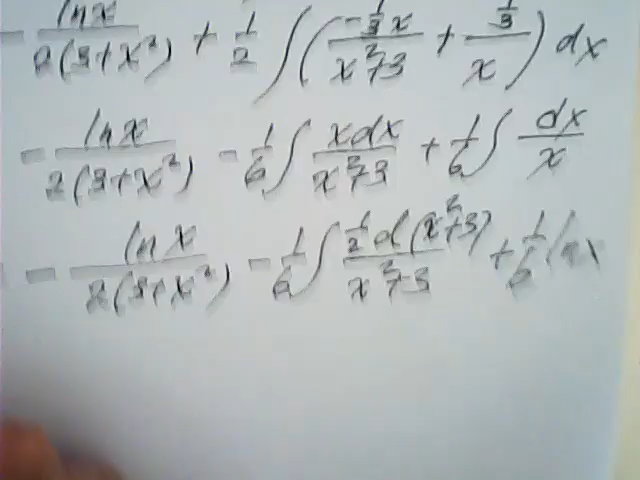 - ln x / 2(3+x²) + 1/2 ∫ ( -1/3 x / x²+3 + 1/3 / x ) dx
- ln x / 2(3+x²) - 1/6 ∫ x dx / x²+3 + 1/6 ∫ dx / x
- ln x / 2(3+x²) - 1/6 ∫ 1/2 d(x²+3) / x²+3 + 1/6 ln x